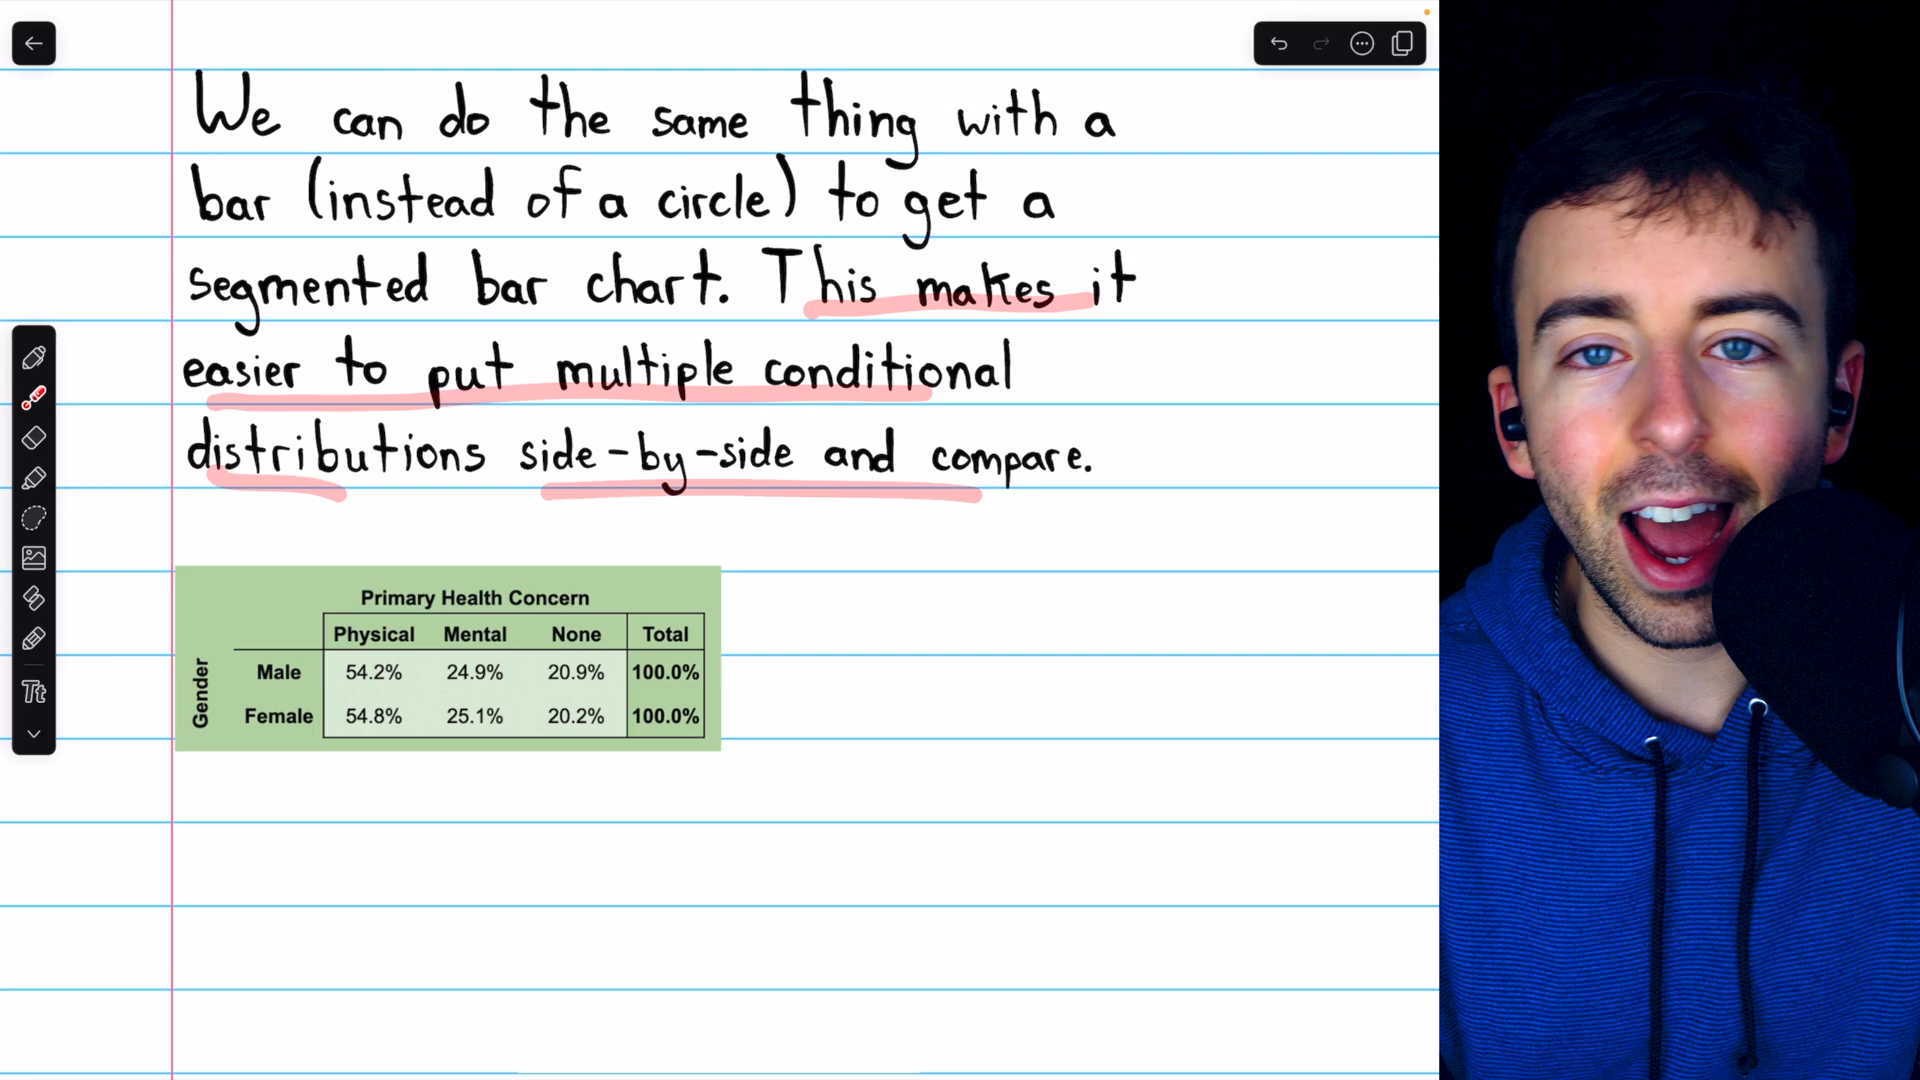 We can do the same thing with a
bar (instead of a circle) to get a
segmented bar chart. This makes it
easier to put multiple conditional
distributions side-by-side and compare.
Primary Health Concern
Physical Mental None Total
Gender
Male 54.2% 24.9% 20.9% 100.0%
Female 54.8% 25.1% 20.2% 100.0%
Tt